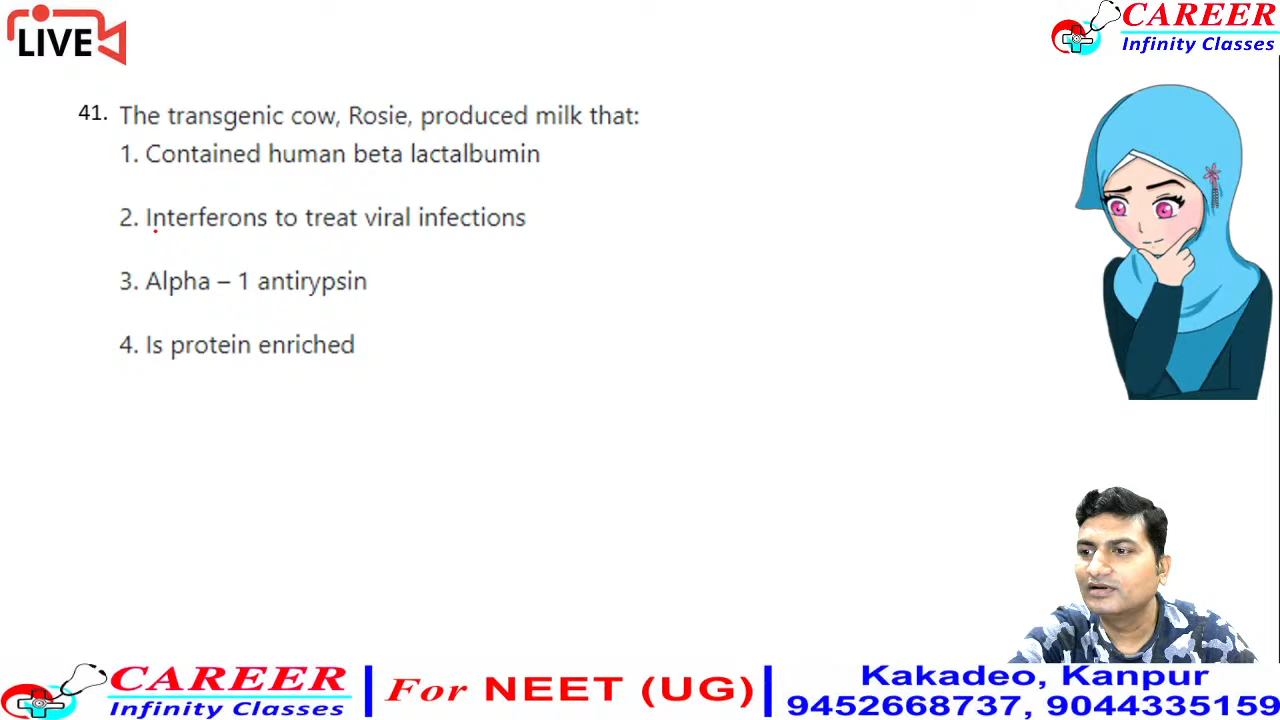 LIVE
CAREER
Infinity Classes
41. The transgenic cow, Rosie, produced milk that:
1. Contained human beta lactalbumin
2. Interferons to treat viral infections
3. Alpha – 1 antirypsin
4. Is protein enriched
CAREER
Infinity Classes
For NEET (UG)
Kakadeo, Kanpur
9452668737, 9044335159